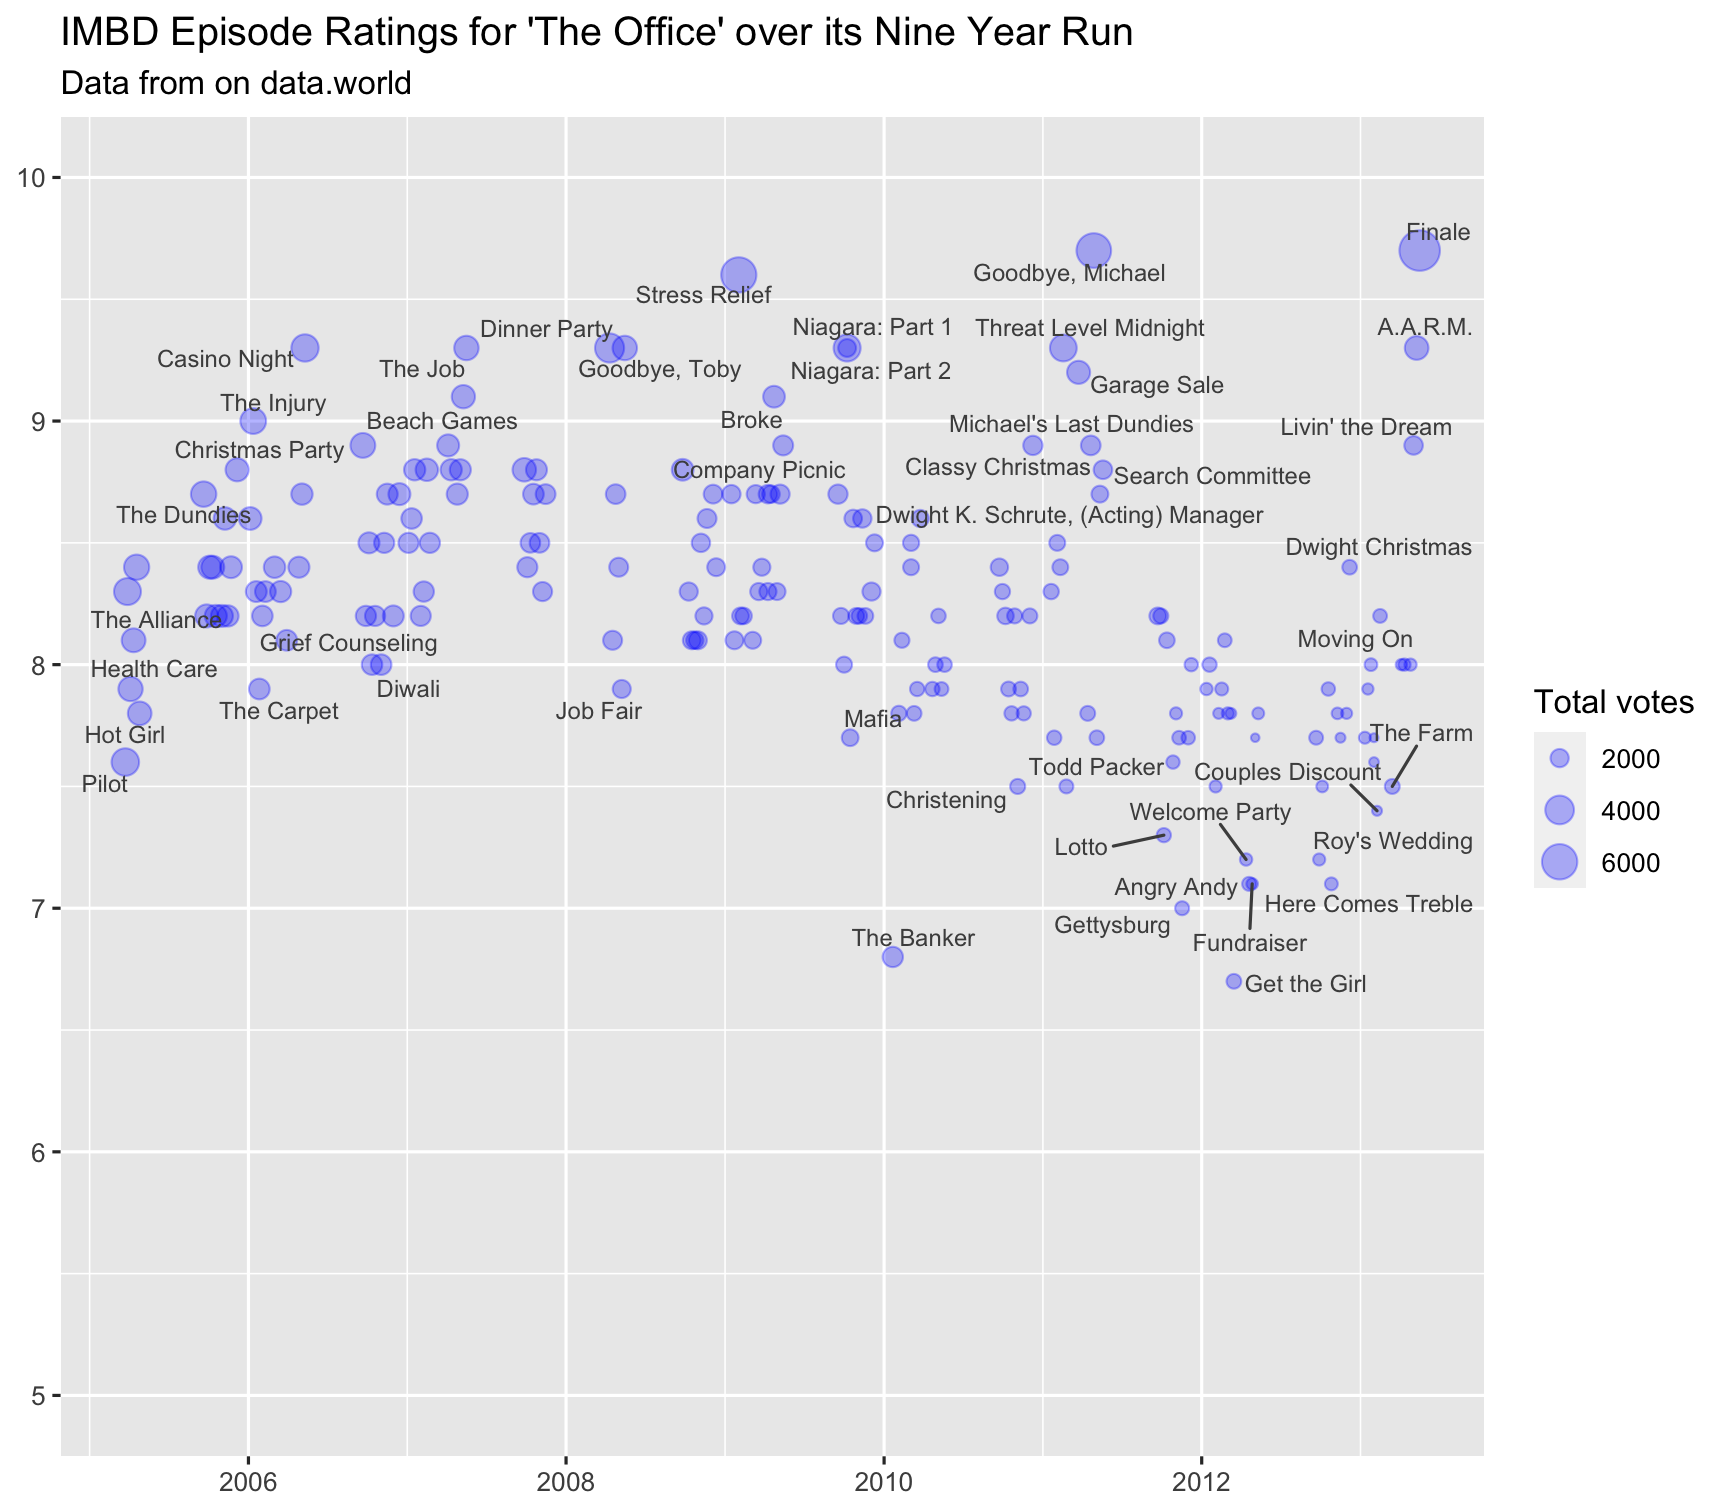 IMBD Episode Ratings for 'The Office' over its Nine Year Run
Data from on data.world
10
9
8
7
6
5
Finale
Goodbye, Michael
Stress Relief
Dinner Party
Niagara: Part 1
Threat Level Midnight
A.A.R.M.
Casino Night
The Job
Goodbye, Toby
Niagara: Part 2
Garage Sale
The Injury
Beach Games
Broke
Michael's Last Dundies
Livin' the Dream
Christmas Party
Company Picnic
Classy Christmas
Search Committee
The Dundies
Dwight K. Schrute, (Acting) Manager
Dwight Christmas
The Alliance
Grief Counseling
Moving On
Health Care
Diwali
The Carpet
Job Fair
Mafia
Hot Girl
The Farm
Pilot
Todd Packer
Couples Discount
Christening
Welcome Party
Lotto
Roy's Wedding
Angry Andy
Here Comes Treble
Gettysburg
The Banker
Fundraiser
Get the Girl
2006
2008
2010
2012
Total votes
2000
4000
6000